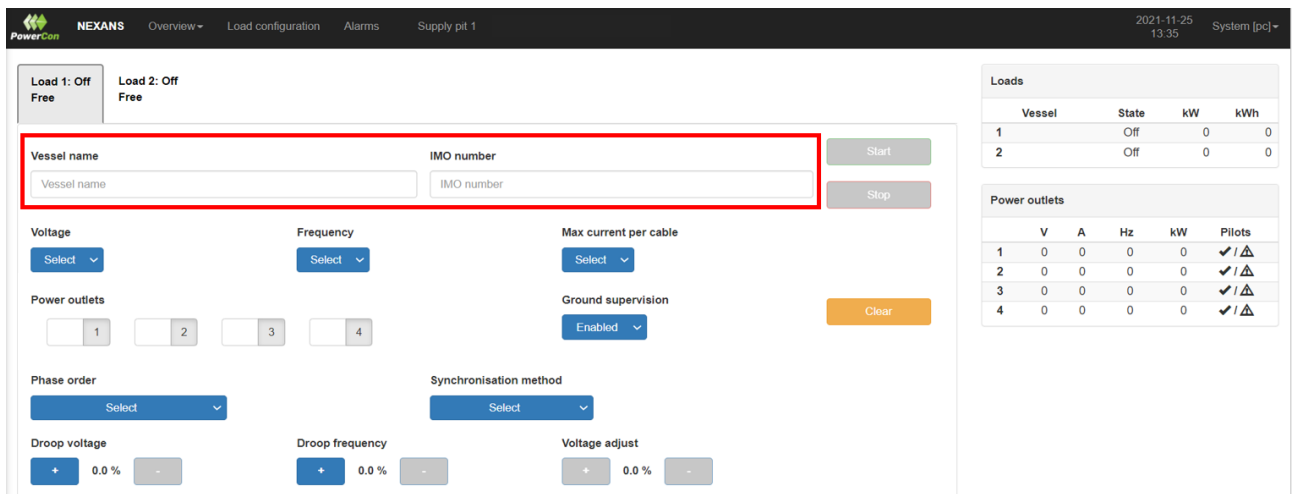 PowerCon NEXANS Overview Load configuration Alarms Supply pit 1 2021-11-25 13:35 System [pc]
Load 1: Off
Free
Load 2: Off
Free
Vessel name IMO number
Vessel name IMO number
Start
Stop
Voltage Frequency Max current per cable
Select Select Select
Power outlets Ground supervision
1 2 3 4 Enabled
Clear
Phase order Synchronisation method
Select Select
Droop voltage Droop frequency Voltage adjust
+ 0.0 % - + 0.0 % - + 0.0 % -
Loads
Vessel State kW kWh
1 Off 0 0
2 Off 0 0
Power outlets
V A Hz kW Pilots
1 0 0 0 0 ✔ / ⚠
2 0 0 0 0 ✔ / ⚠
3 0 0 0 0 ✔ / ⚠
4 0 0 0 0 ✔ / ⚠